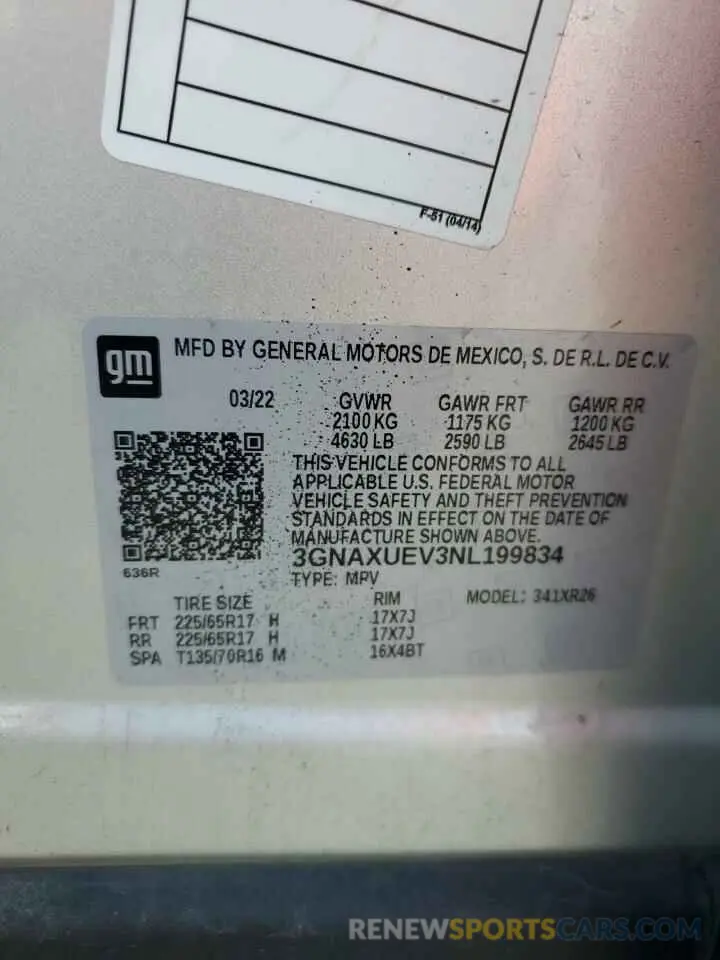 F-51 (04/14)
gm
MFD BY GENERAL MOTORS DE MEXICO, S. DE R.L. DE C.V.
03/22 GVWR GAWR FRT GAWR RR
2100 KG 1175 KG 1200 KG
4630 LB 2590 LB 2645 LB
THIS VEHICLE CONFORMS TO ALL
APPLICABLE U.S. FEDERAL MOTOR
VEHICLE SAFETY AND THEFT PREVENTION
STANDARDS IN EFFECT ON THE DATE OF
MANUFACTURE SHOWN ABOVE.
3GNAXUEV3NL199834
636R
TYPE: MPV
TIRE SIZE RIM MODEL: 341XR26
FRT 225/65R17 H 17X7J
RR 225/65R17 H 17X7J
SPA T135/70R16 M 16X4BT
RENEWSPORTSCARS.COM